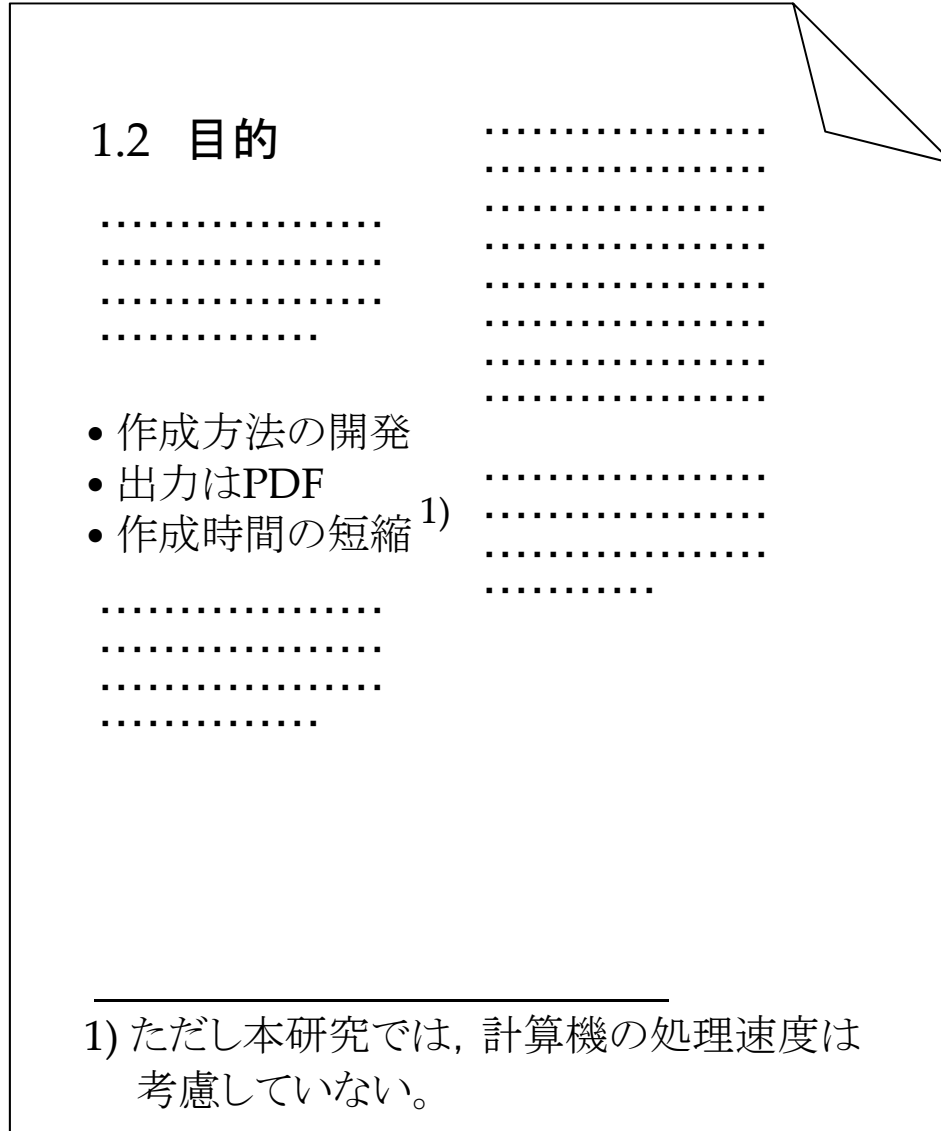 1.2 目的
• 作成方法の開発
• 出力はPDF
• 作成時間の短縮 1)
1) ただし本研究では, 計算機の処理速度は
考慮していない。